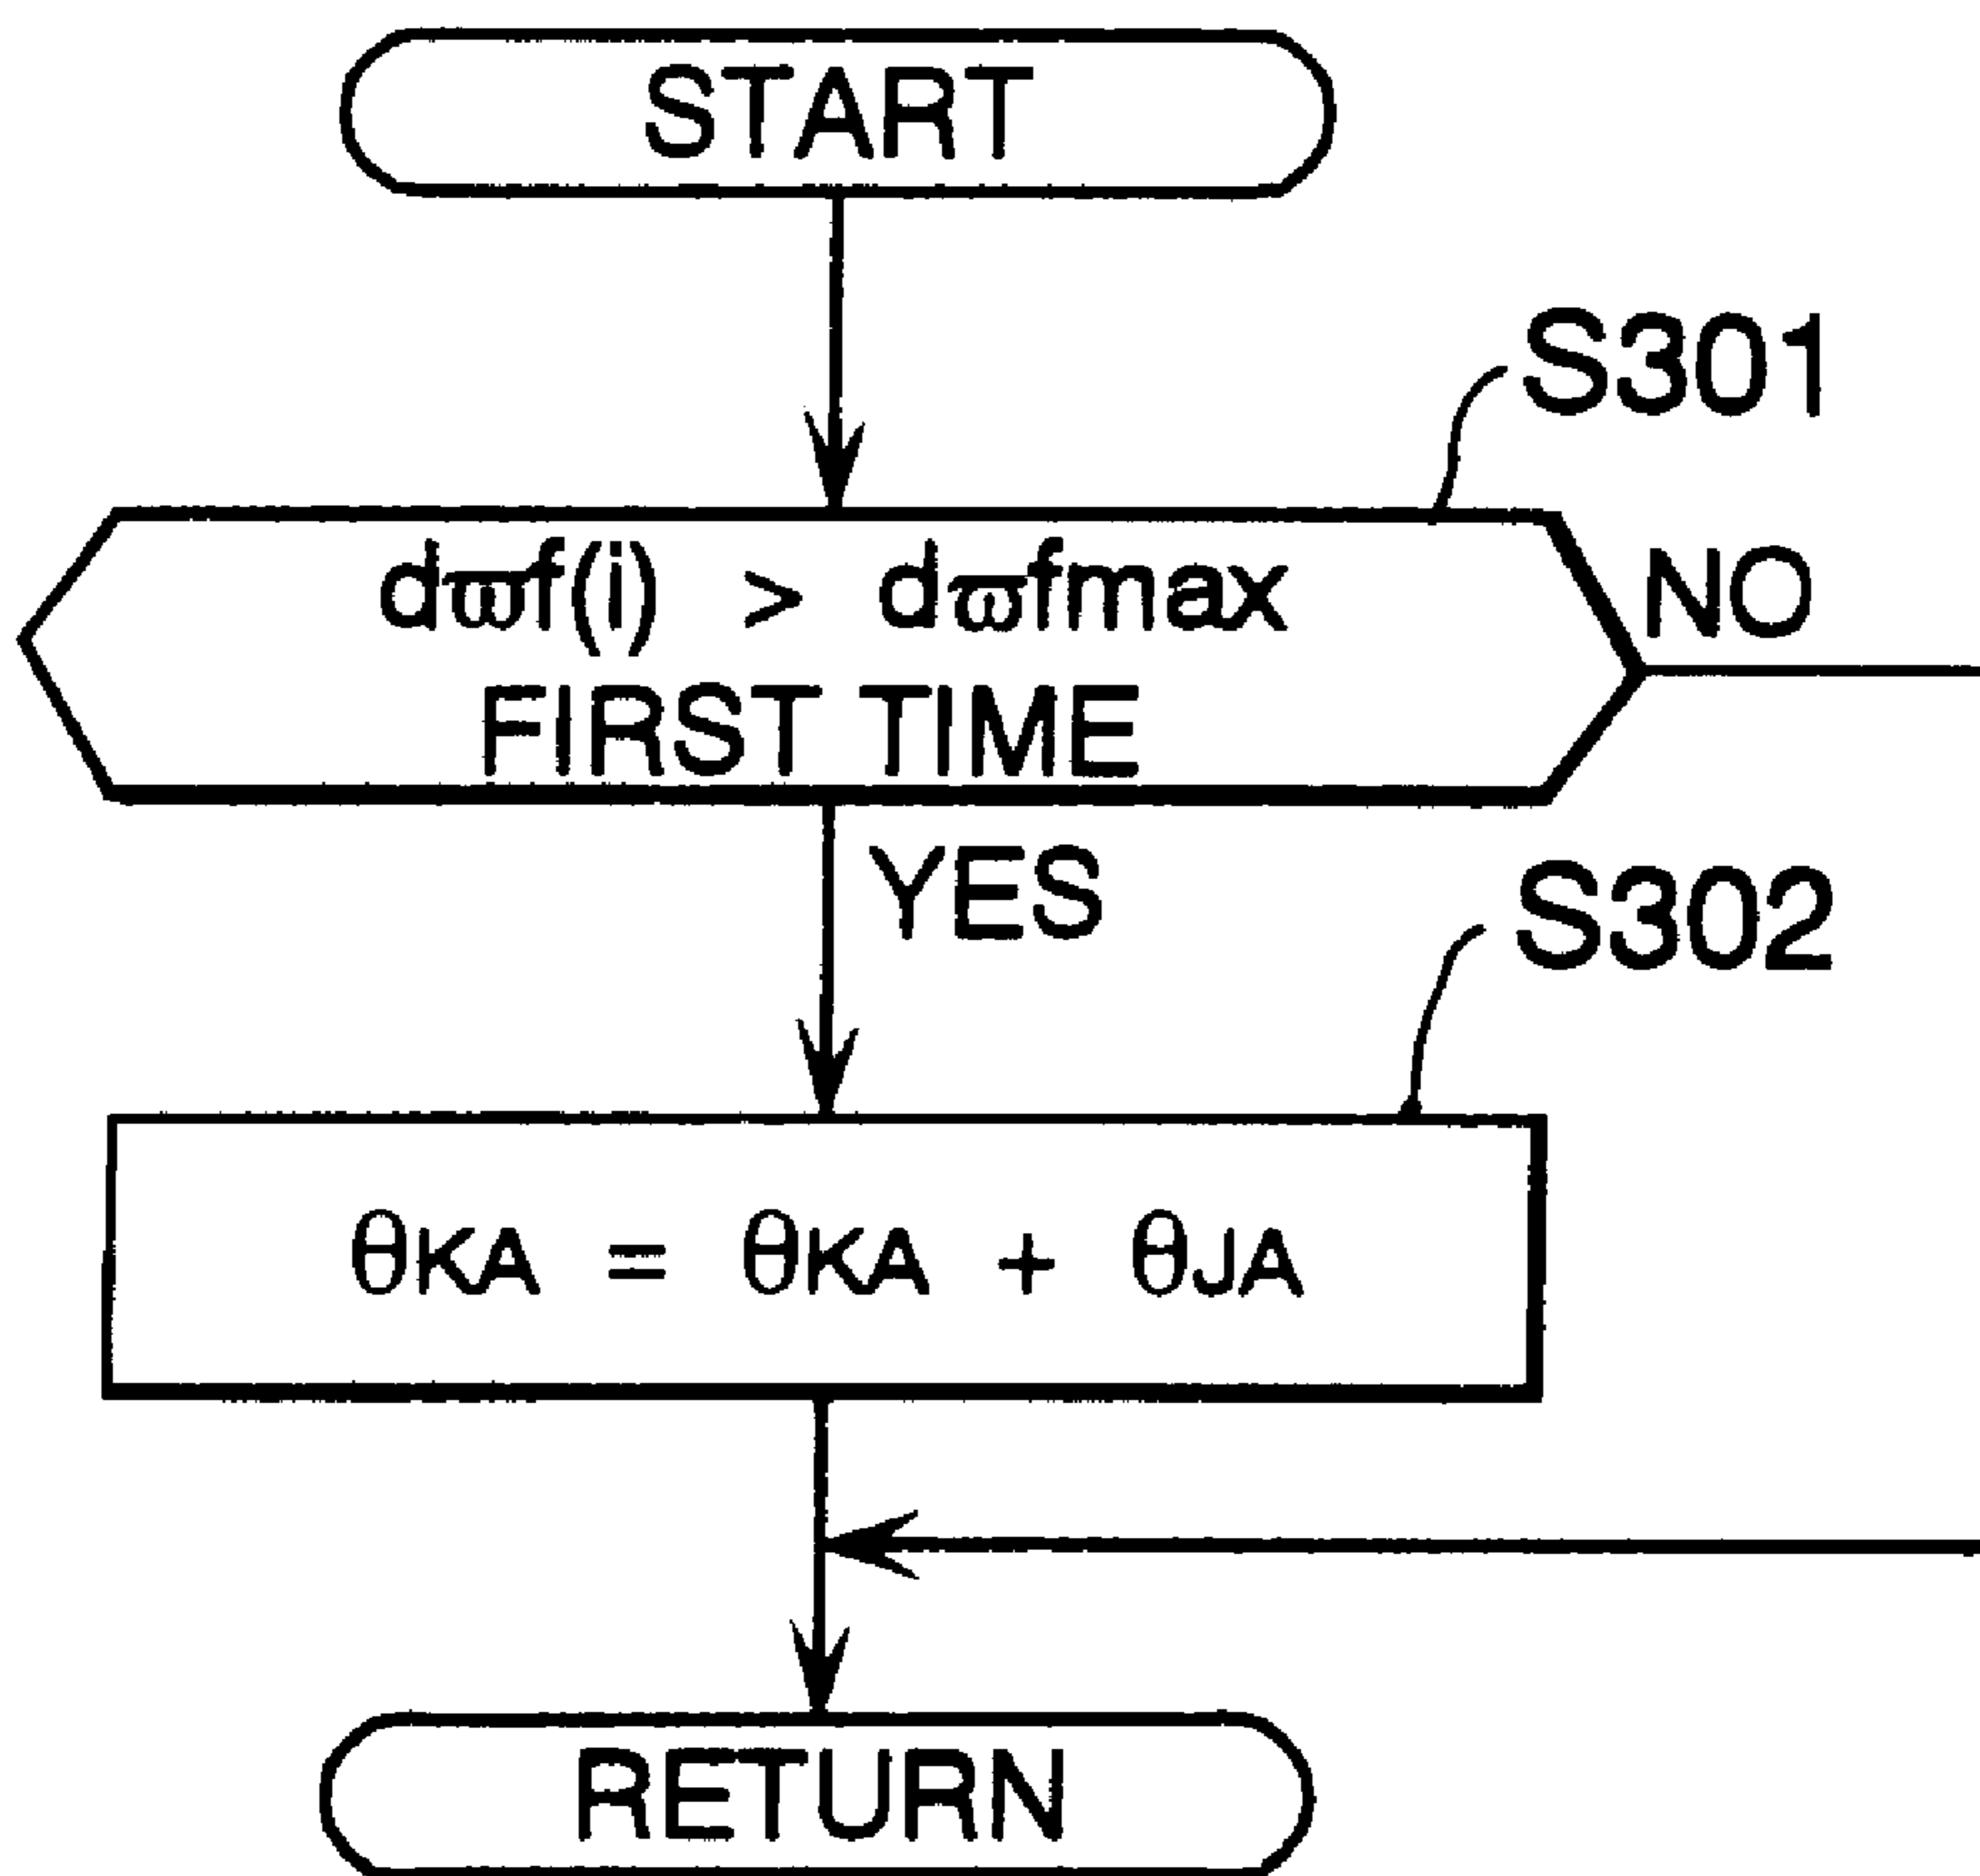 START
S301
dϖf(i) > dϖfmax
NO
FIRST TIME
YES
S302
θKA = θKA + θJA
RETURN